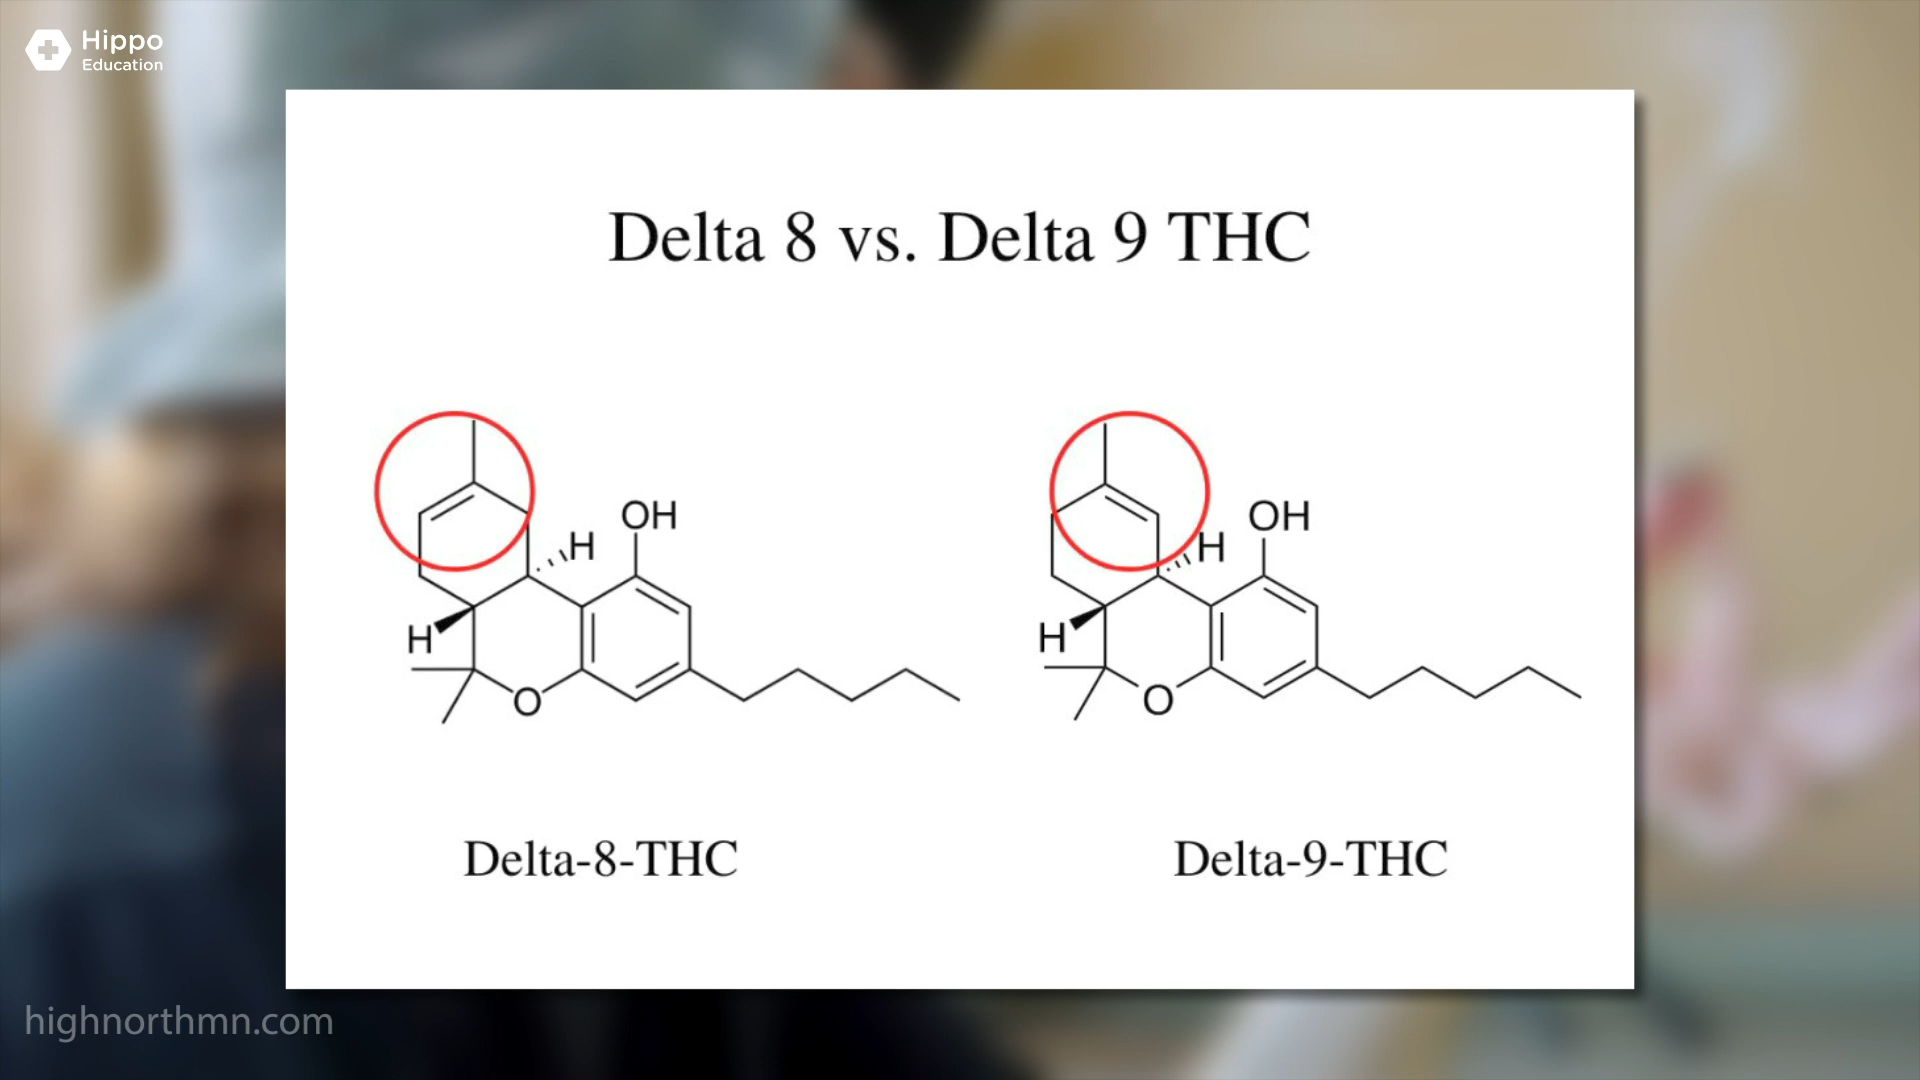 Hippo
Education
Delta 8 vs. Delta 9 THC
OH
H
H
O
OH
H
H
O
Delta-8-THC
Delta-9-THC
highnorthmn.com